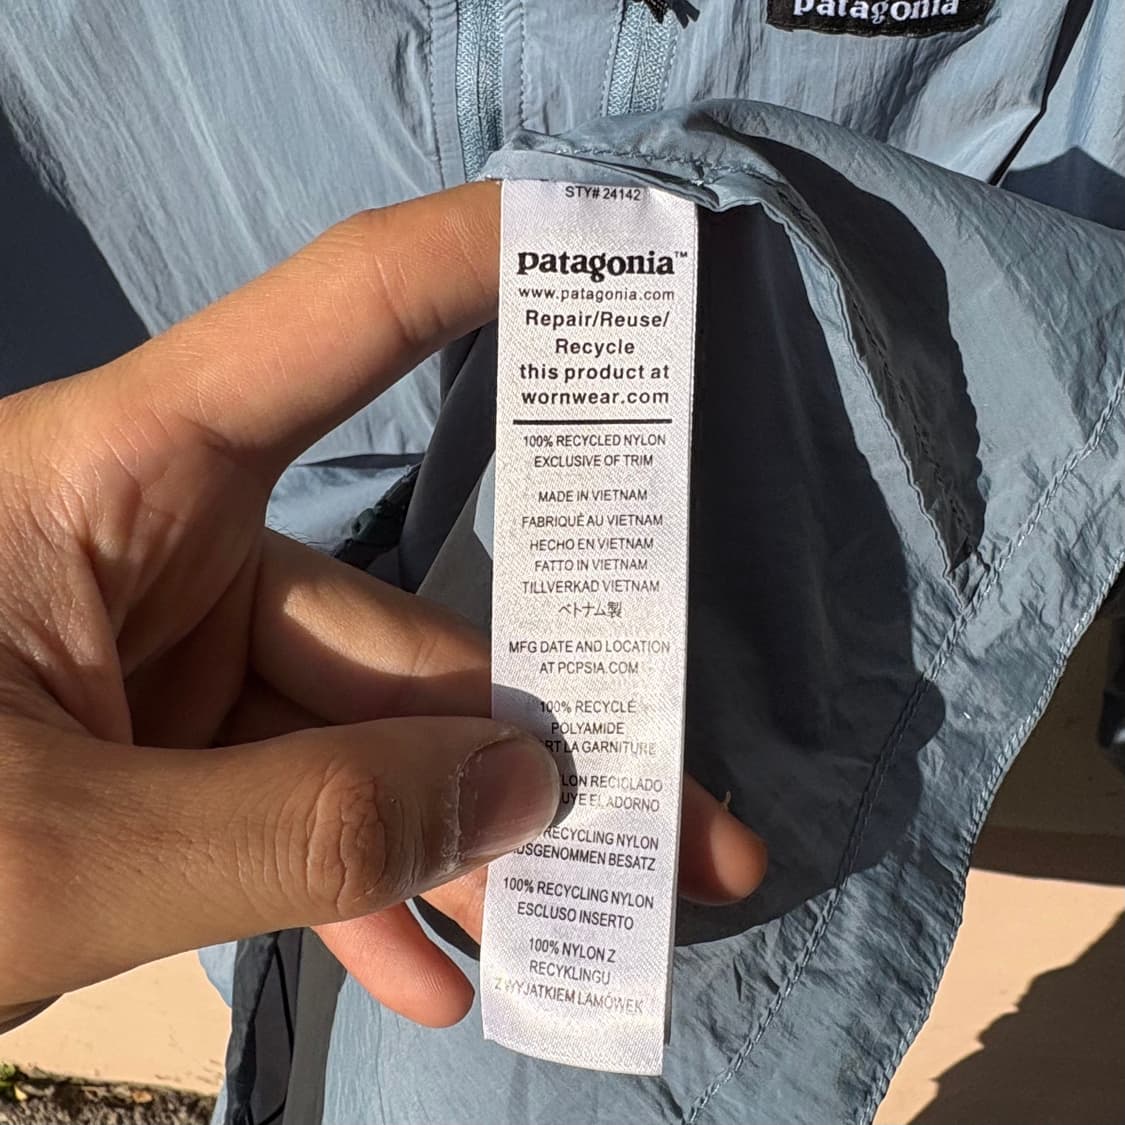 patagonia
STY# 24142
patagonia™
www.patagonia.com
Repair/Reuse/
Recycle
this product at
wornwear.com
100% RECYCLED NYLON
EXCLUSIVE OF TRIM
MADE IN VIETNAM
FABRIQUÉ AU VIETNAM
HECHO EN VIETNAM
FATTO IN VIETNAM
TILLVERKAD VIETNAM
ベトナム製
MFG DATE AND LOCATION
AT PCPSIA.COM
100% RECYCLÉ
POLYAMIDE
LA GARNITURE
RECICLADO
EL ADORNO
RECYCLING NYLON
BESATZ
100% RECYCLING NYLON
ESCLUSO INSERTO
100% NYLON Z
RECYKLINGU
Z WYJĄTKIEM LAMÓWEK